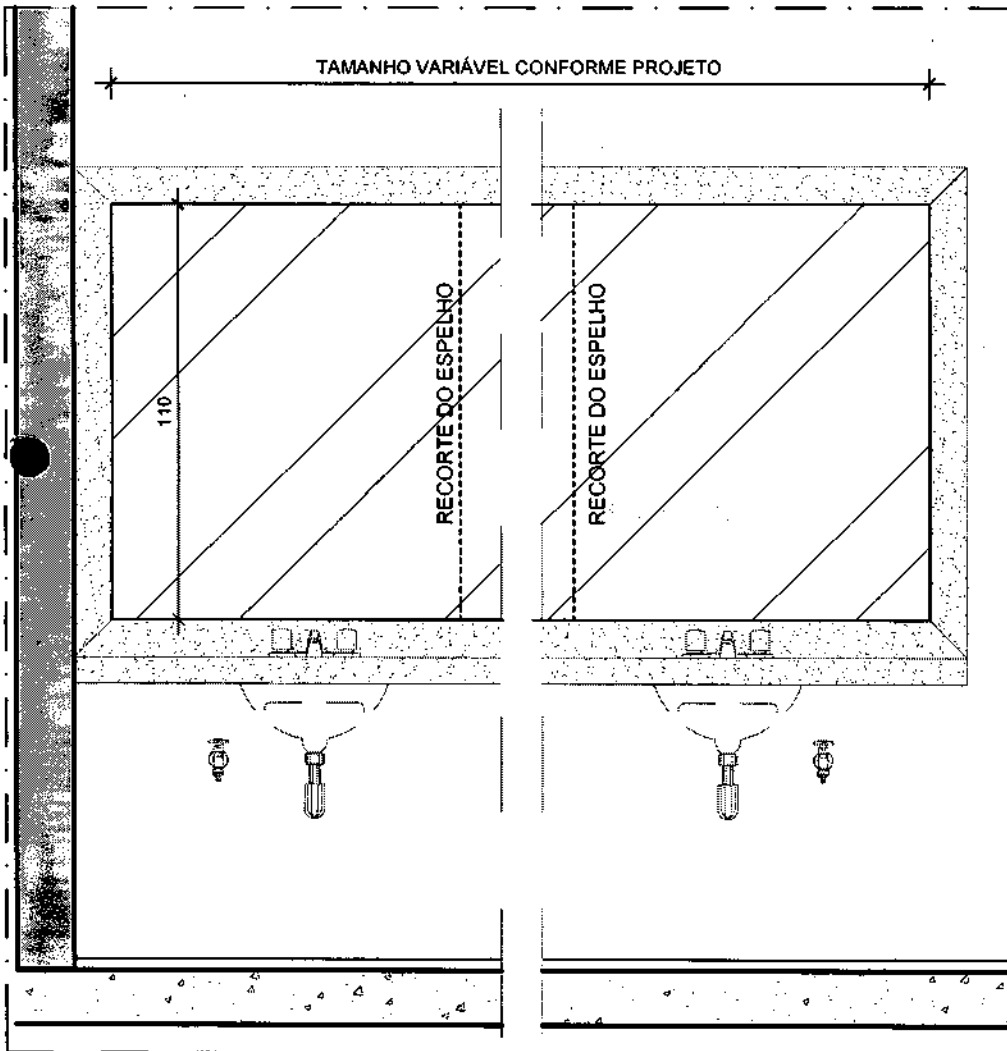 TAMANHO VARIÁVEL CONFORME PROJETO
110
RECORTE DO ESPELHO
RECORTE DO ESPELHO